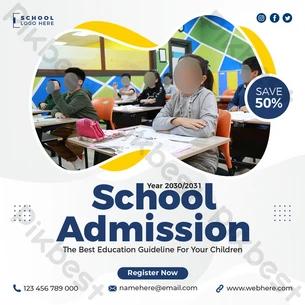 SCHOOL
LOGO HERE
SAVE
50%
Year 2030/2031
School
Admission
The Best Education Guideline For Your Children
Register Now
123 456 789 000
namehere@email.com
www.webhere.com
Pikbest